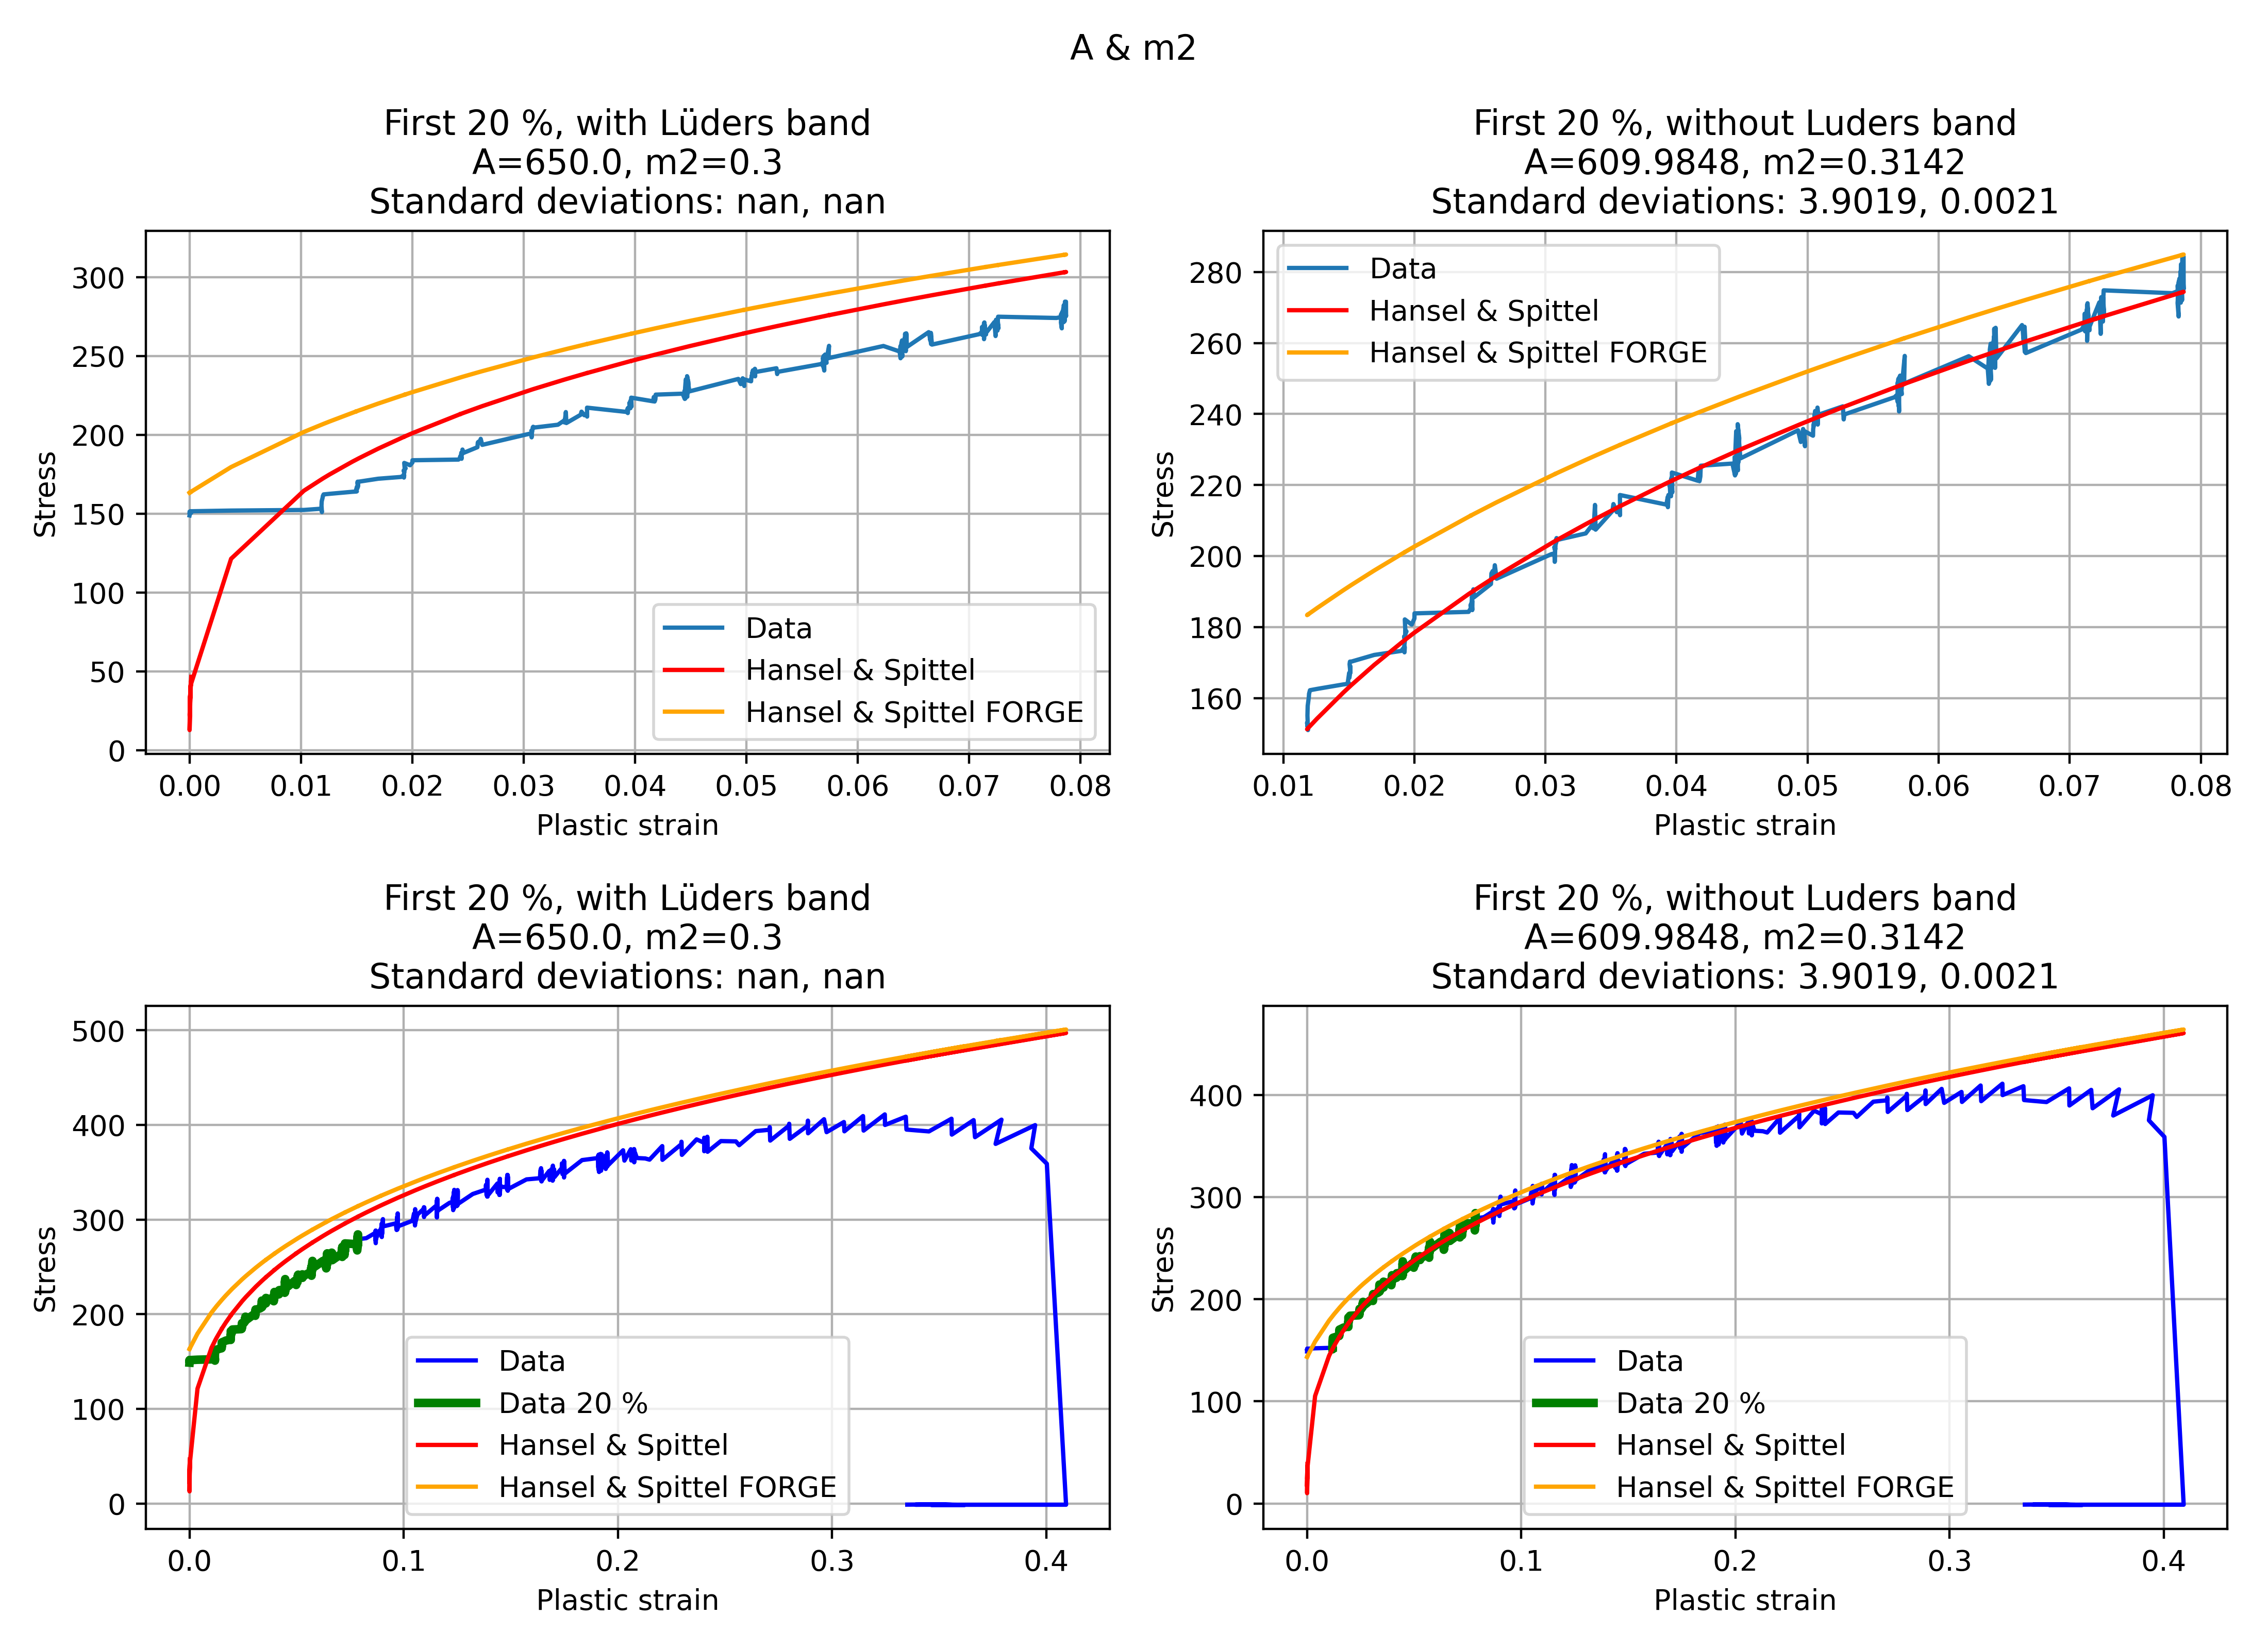 A & m2
First 20 %, with Lüders band
A=650.0, m2=0.3
Standard deviations: nan, nan
Stress
300
250
200
150
100
50
0
Data
Hansel & Spittel
Hansel & Spittel FORGE
0.00 0.01 0.02 0.03 0.04 0.05 0.06 0.07 0.08
Plastic strain
First 20 %, without Luders band
A=609.9848, m2=0.3142
Standard deviations: 3.9019, 0.0021
Stress
280
260
240
220
200
180
160
Data
Hansel & Spittel
Hansel & Spittel FORGE
0.01 0.02 0.03 0.04 0.05 0.06 0.07 0.08
Plastic strain
First 20 %, with Lüders band
A=650.0, m2=0.3
Standard deviations: nan, nan
Stress
500
400
300
200
100
0
Data
Data 20 %
Hansel & Spittel
Hansel & Spittel FORGE
0.0 0.1 0.2 0.3 0.4
Plastic strain
First 20 %, without Luders band
A=609.9848, m2=0.3142
Standard deviations: 3.9019, 0.0021
Stress
400
300
200
100
0
Data
Data 20 %
Hansel & Spittel
Hansel & Spittel FORGE
0.0 0.1 0.2 0.3 0.4
Plastic strain